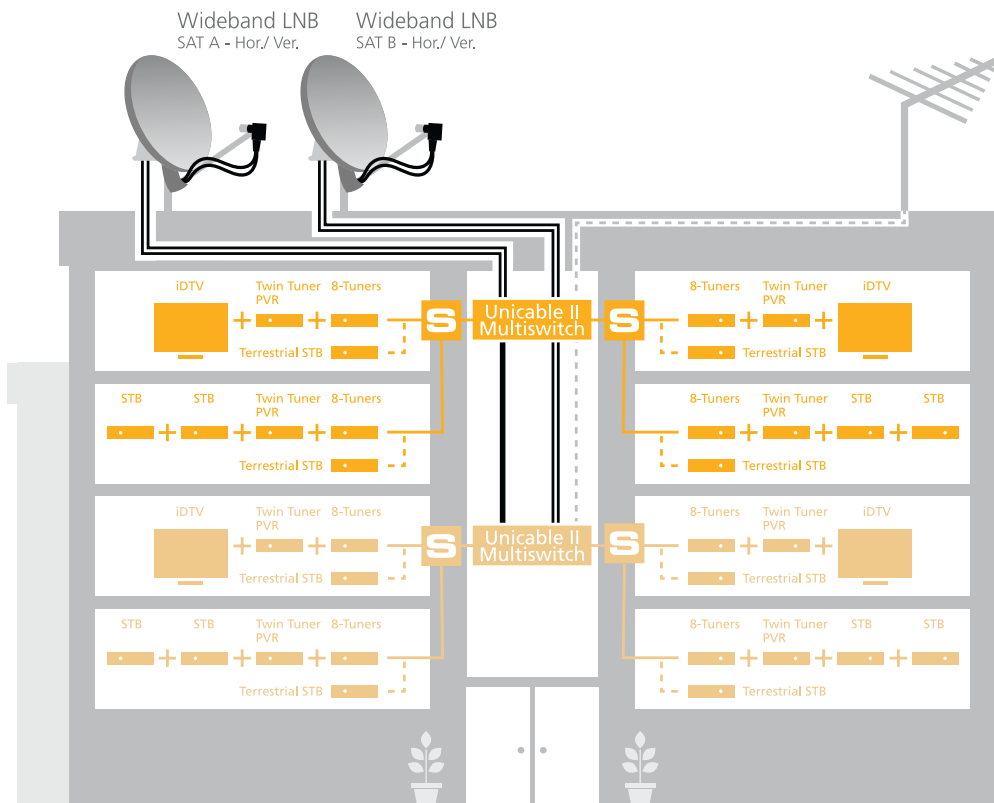 Wideband LNB
SAT A - Hor./ Ver.
Wideband LNB
SAT B - Hor./ Ver.
iDTV
Twin Tuner
PVR
8-Tuners
Terrestrial STB
S
Unicable II
Multiswitch
S
8-Tuners
Twin Tuner
PVR
iDTV
Terrestrial STB
STB
STB
Twin Tuner
PVR
8-Tuners
Terrestrial STB
8-Tuners
Twin Tuner
PVR
STB
STB
Terrestrial STB
iDTV
Twin Tuner
PVR
8-Tuners
Terrestrial STB
S
Unicable II
Multiswitch
S
8-Tuners
Twin Tuner
PVR
iDTV
Terrestrial STB
STB
STB
Twin Tuner
PVR
8-Tuners
Terrestrial STB
8-Tuners
Twin Tuner
PVR
STB
STB
Terrestrial STB